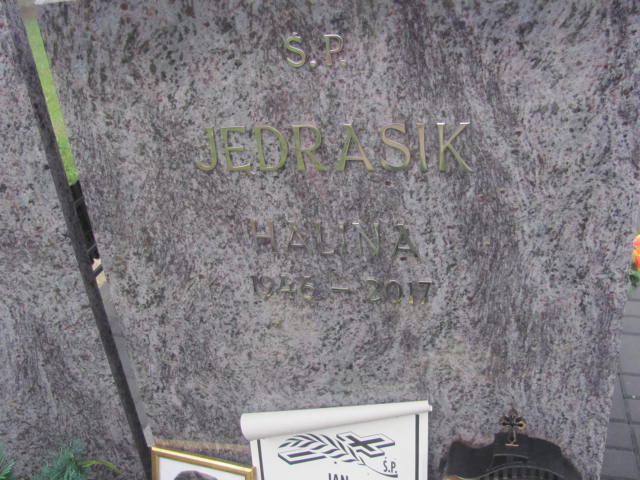 Ś.P.
JEDRASIK
HALINA
1946 - 2017
Ś.P.
JAN